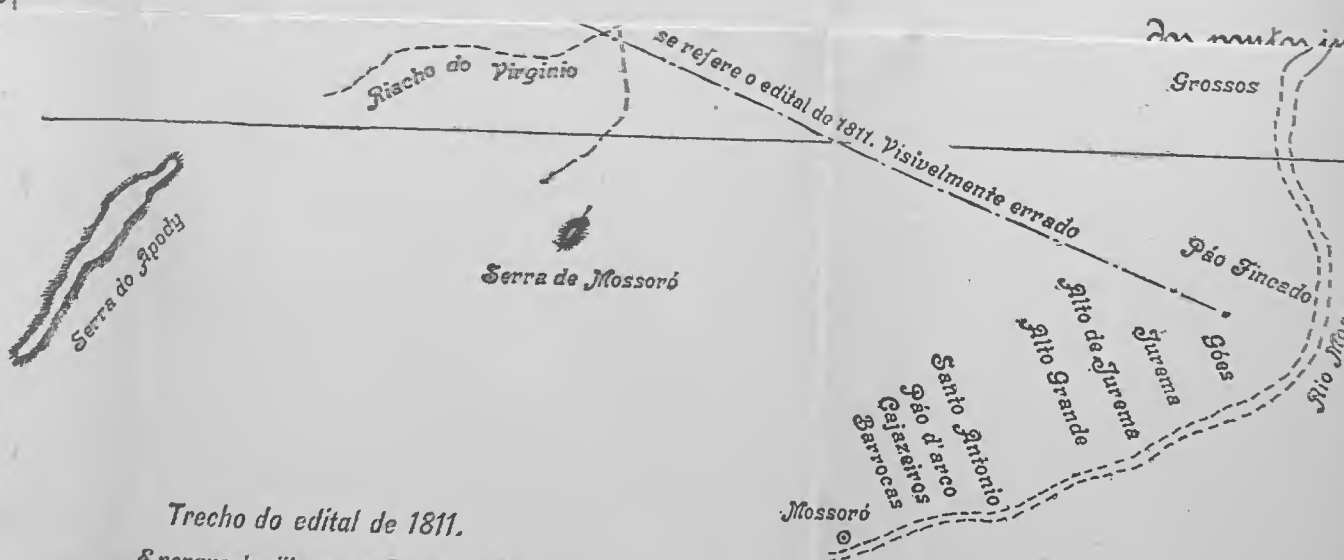 Grossos
Riacho do Virginio
se refere o edital de 1811. Visivelmente errado
Serra do Apody
Serra de Mossoró
Páo Fincado
Góes
Jurema
Alto de Jurema
Alto Grande
Rio
Santo Antonio
Páo d'arco
Cajazeiros
Barrocas
Mossoró
Trecho do edital de 1811.